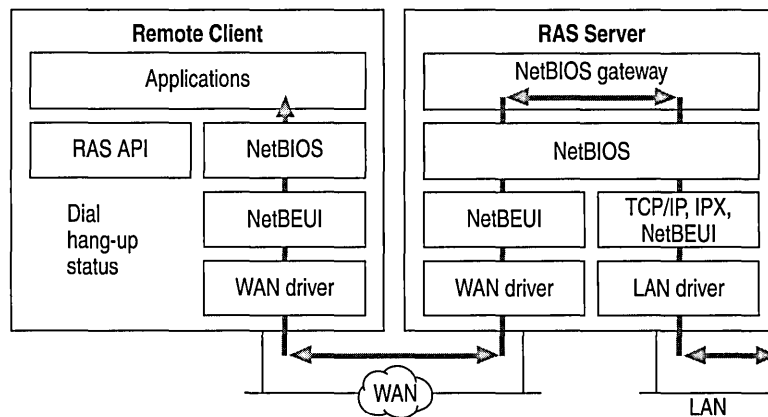 Remote Client
Applications
RAS API
NetBIOS
Dial
hang-up
status
NetBEUI
WAN driver
RAS Server
NetBIOS gateway
NetBIOS
NetBEUI
TCP/IP, IPX,
NetBEUI
WAN driver
LAN driver
WAN
LAN